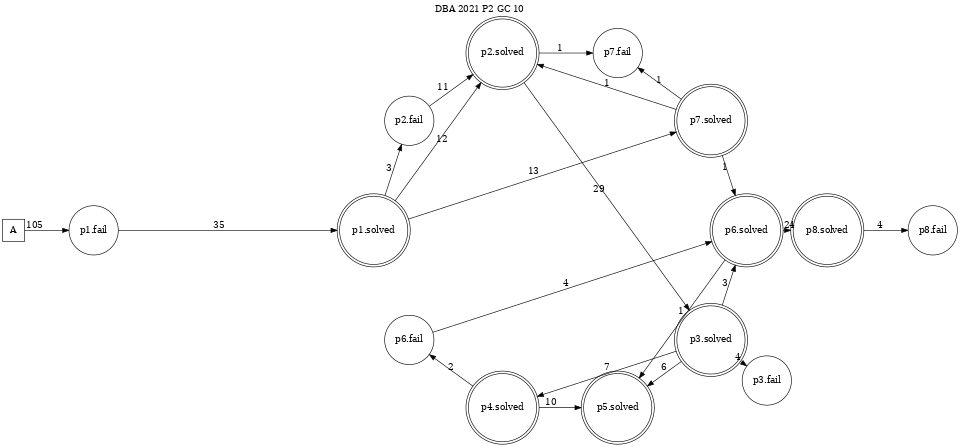 DBA 2021 P2 GC 10
p2.solved
1
p7.fail
11
1
1
p2.fail
p7.solved
12
3
13
1
A
105
p1.fail
35
p1.solved
p6.solved
24
p8.solved
4
p8.fail
29
4
3
1
p6.fail
p3.solved
2
7
6
4
p3.fail
p4.solved
10
p5.solved